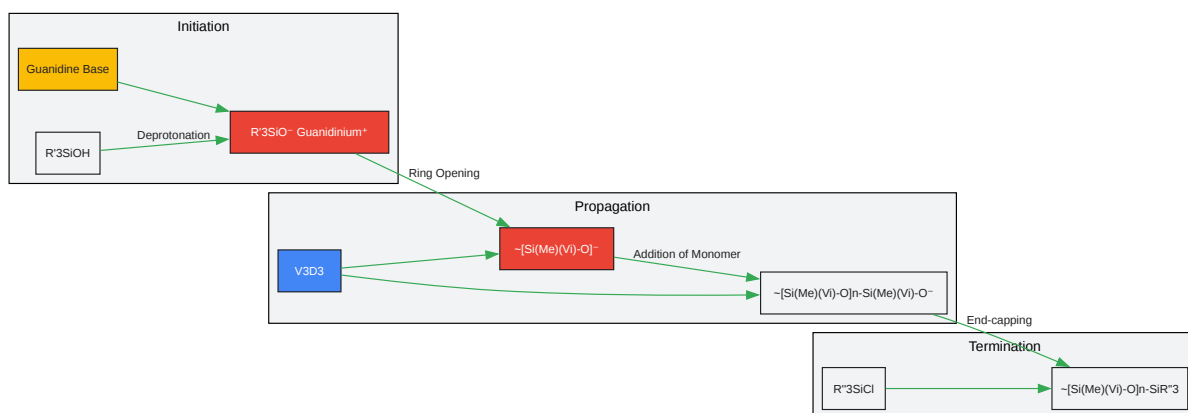 Initiation
Guanidine Base
R'3SiOH
Deprotonation
R'3SiO⁻ Guanidinium⁺
Ring Opening
Propagation
V3D3
~[Si(Me)(Vi)-O]⁻
Addition of Monomer
~[Si(Me)(Vi)-O]n-Si(Me)(Vi)-O⁻
End-capping
Termination
R"3SiCl
~[Si(Me)(Vi)-O]n-SiR"3